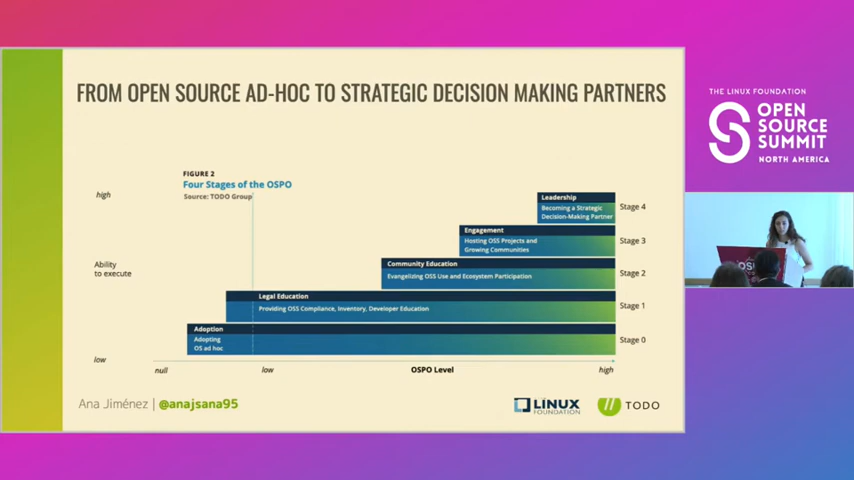 FROM OPEN SOURCE AD-HOC TO STRATEGIC DECISION MAKING PARTNERS
THE LINUX FOUNDATION
OPEN
SOURCE
SUMMIT
NORTH AMERICA
FIGURE 2
Four Stages of the OSPO
Source: TODO Group
high
Ability
to execute
low
Leadership
Becoming a Strategic
Decision-Making Partner
Stage 4
Engagement
Hosting OSS Projects and
Growing Communities
Stage 3
Community Education
Evangelizing OSS Use and Ecosystem Participation
Stage 2
Legal Education
Providing OSS Compliance, Inventory, Developer Education
Stage 1
Adoption
Adopting
OS ad hoc
Stage 0
null
low
OSPO Level
high
Ana Jiménez | @anajsana95
LINUX
FOUNDATION
TODO